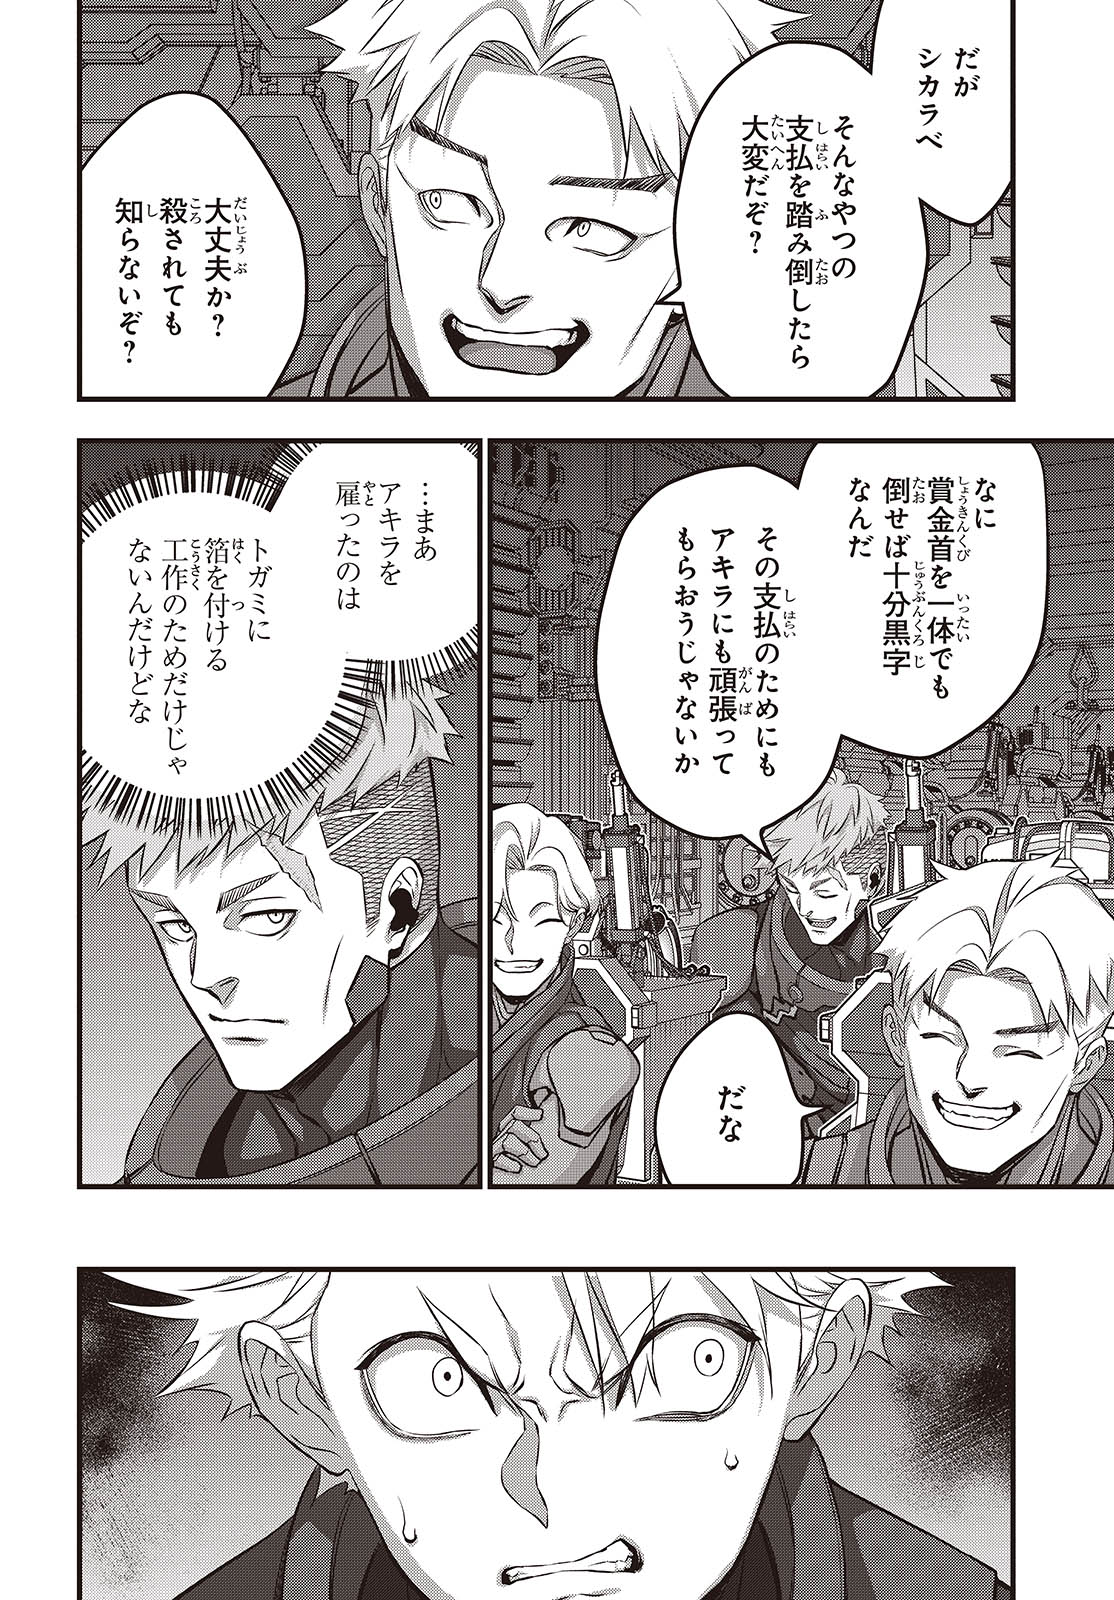 だが
シカラベ
そんなやつの
支払を踏み倒したら
大変だぞ？
大丈夫か？
殺されても
知らないぞ？
なに
賞金首を一体でも
倒せば十分黒字
なんだ
その支払のためにも
アキラにも頑張って
もらおうじゃないか
だな
…まあ
アキラを
雇ったのは
トガミに
箔を付ける
工作のためだけじゃ
ないんだけどな